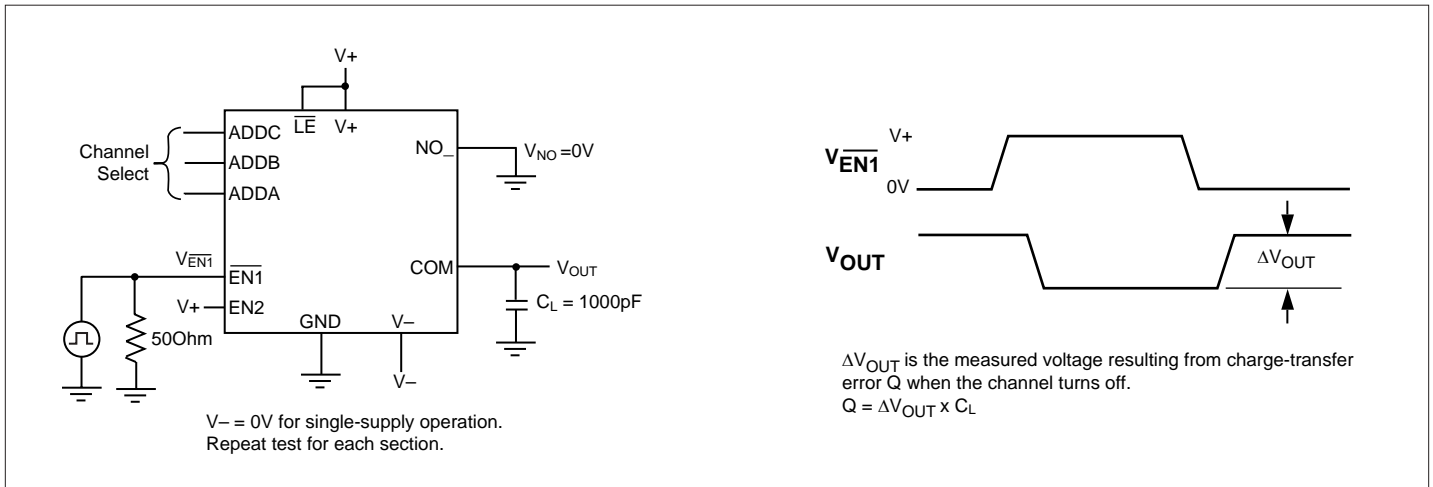 V+
LE
V+
Channel
Select
ADDC
ADDB
ADDA
NO_
V_NO =0V
V_EN1
EN1
COM
V_OUT
C_L = 1000pF
V+
EN2
50Ohm
GND
V–
V–
V– = 0V for single-supply operation.
Repeat test for each section.
V_EN1
V+
0V
V_OUT
ΔV_OUT
ΔV_OUT is the measured voltage resulting from charge-transfer
error Q when the channel turns off.
Q = ΔV_OUT x C_L